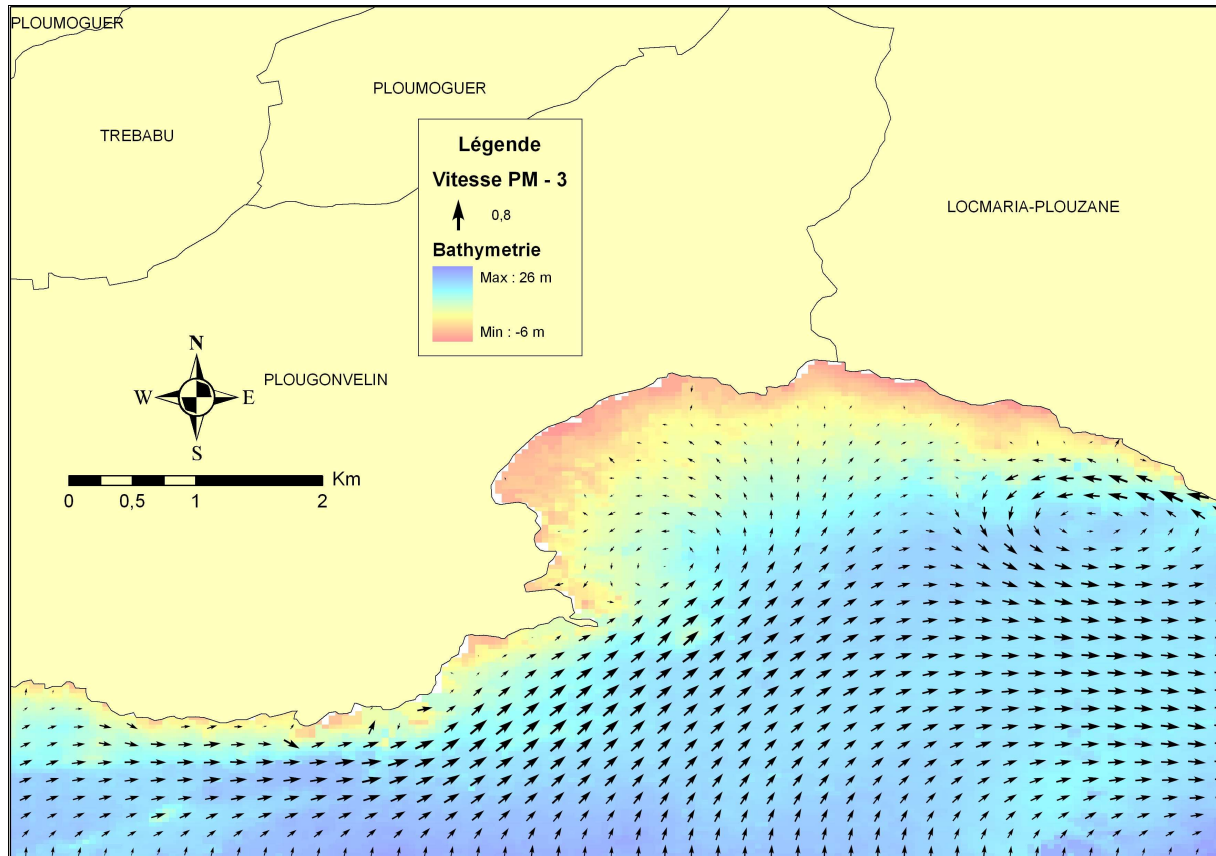 PLOUMOGUER
PLOUMOGUER
TREBABU
LOCMARIA-PLOUZANE
PLOUGONVELIN
Légende
Vitesse PM - 3
0,8
Bathymetrie
Max : 26 m
Min : -6 m
N
W E
S
0 0,5 1 2 Km